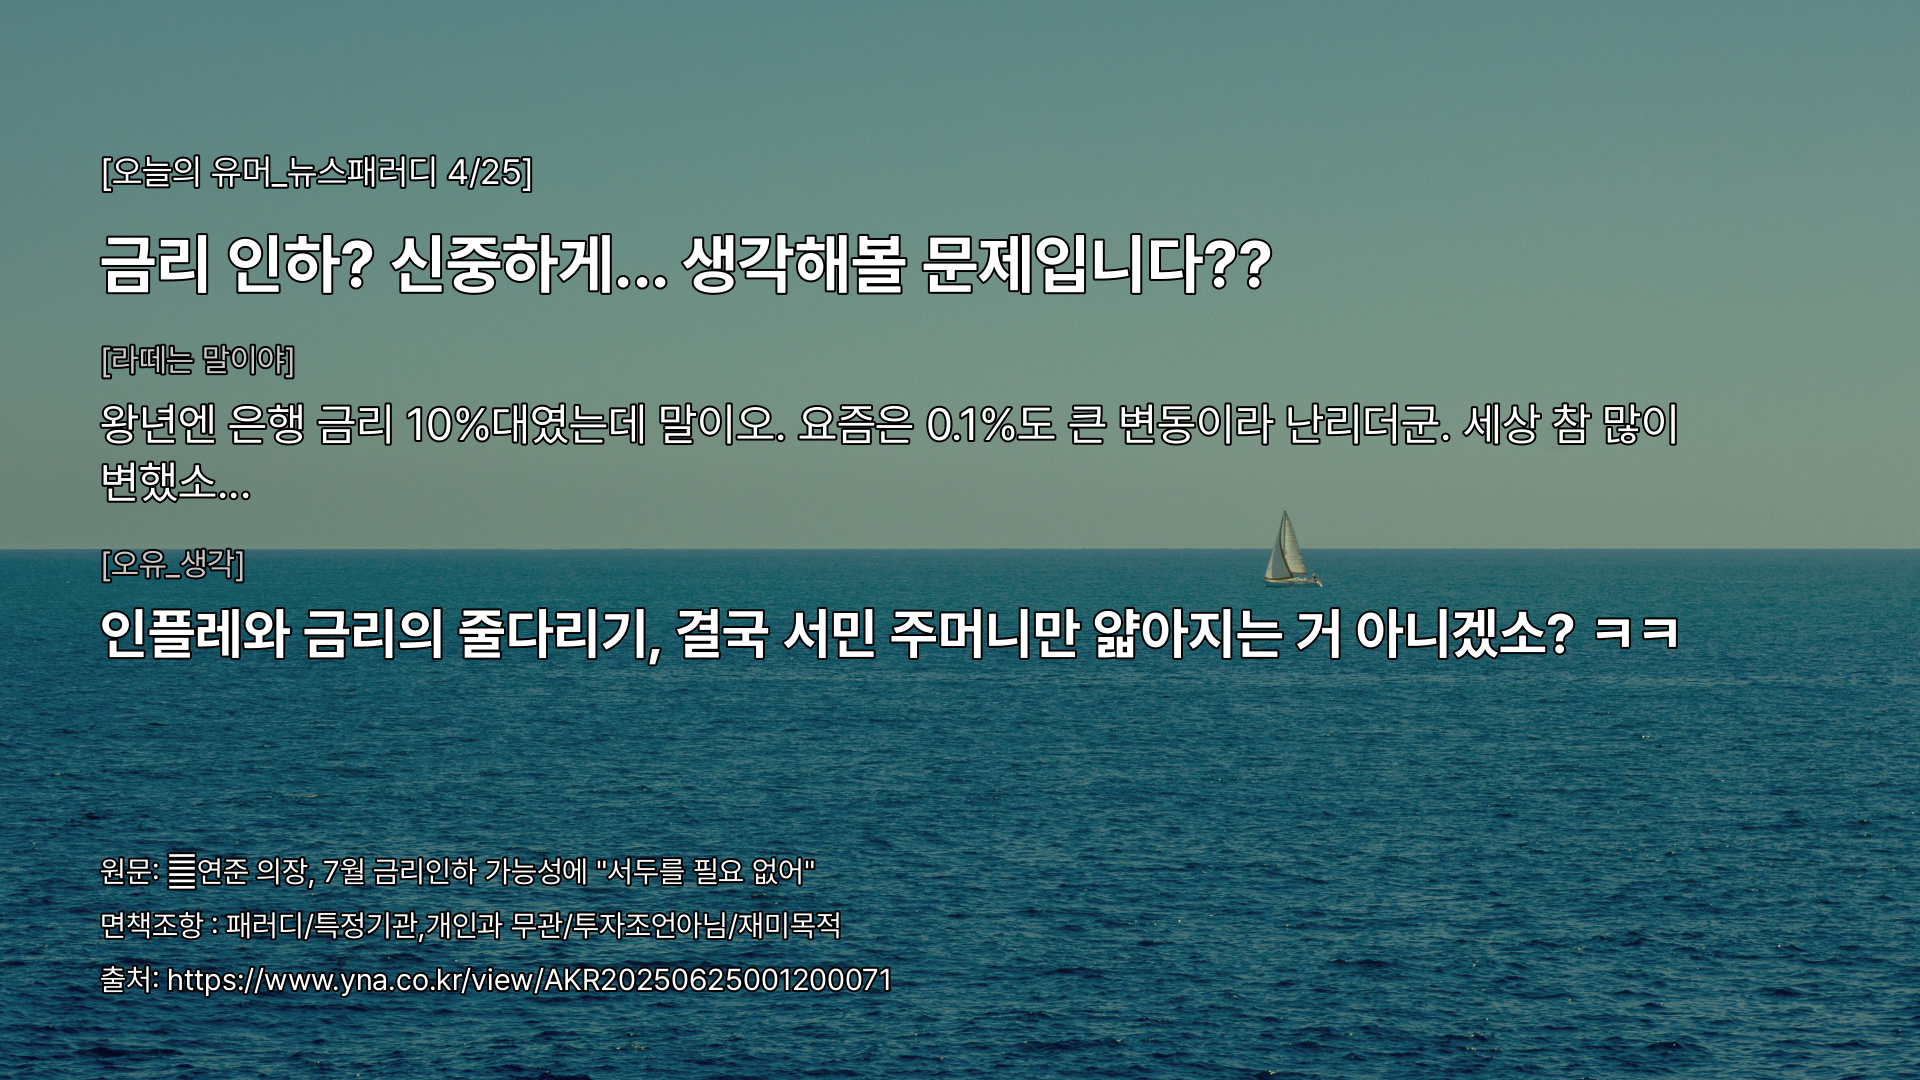 [오늘의 유머_뉴스패러디 4/25]
금리 인하? 신중하게... 생각해볼 문제입니다??
[라떼는 말이야]
왕년엔 은행 금리 10%대였는데 말이오. 요즘은 0.1%도 큰 변동이라 난리더군. 세상 참 많이
변했소...
[오유_생각]
인플레와 금리의 줄다리기, 결국 서민 주머니만 얇아지는 거 아니겠소? ㅋㅋ
원문: 연준 의장, 7월 금리인하 가능성에 "서두를 필요 없어"
면책조항 : 패러디/특정기관,개인과 무관/투자조언아님/재미목적
출처: https://www.yna.co.kr/view/AKR20250625001200071